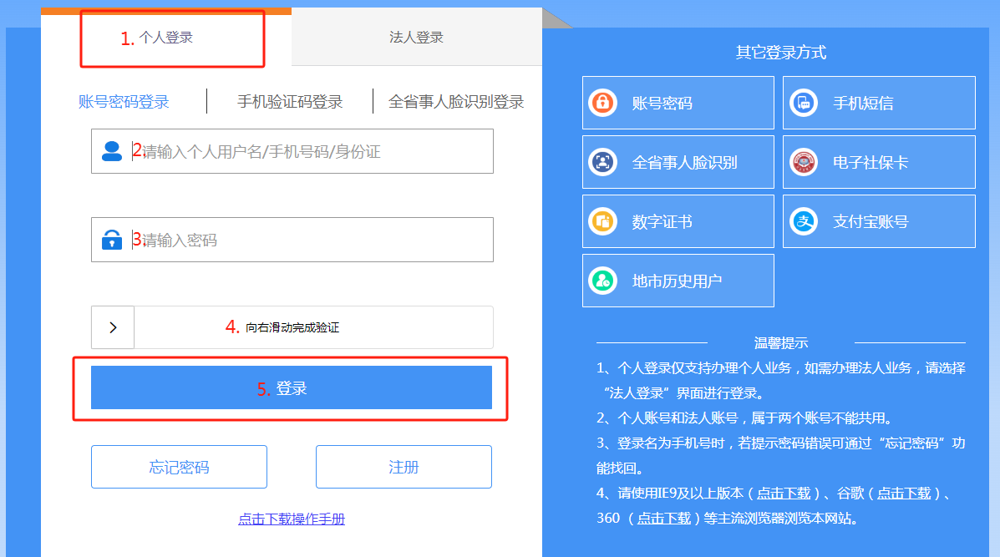 1. 个人登录
法人登录
账号密码登录
手机验证码登录
全省事人脸识别登录
2.请输入个人用户名/手机号码/身份证
3.请输入密码
4. 向右滑动完成验证
5. 登录
忘记密码
注册
点击下载操作手册
其它登录方式
账号密码
手机短信
全省事人脸识别
电子社保卡
数字证书
支付宝账号
地市历史用户
温馨提示
1、个人登录仅支持办理个人业务，如需办理法人业务，请选择
“法人登录”界面进行登录。
2、个人账号和法人账号，属于两个账号不能共用。
3、登录名为手机号时，若提示密码错误可通过“忘记密码”功
能找回。
4、请使用IE9及以上版本（点击下载）、谷歌（点击下载）、
360（点击下载）等主流浏览器浏览本网站。